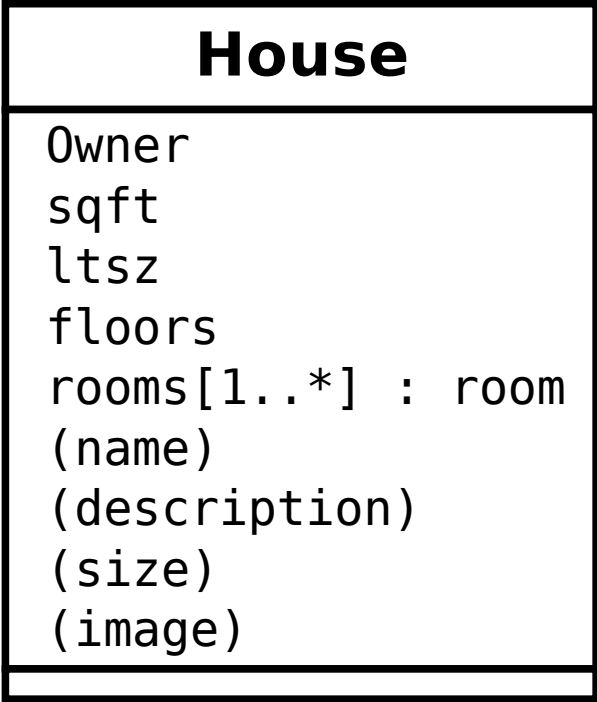 House
Owner
sqft
ltsz
floors
rooms[1..*] : room
(name)
(description)
(size)
(image)